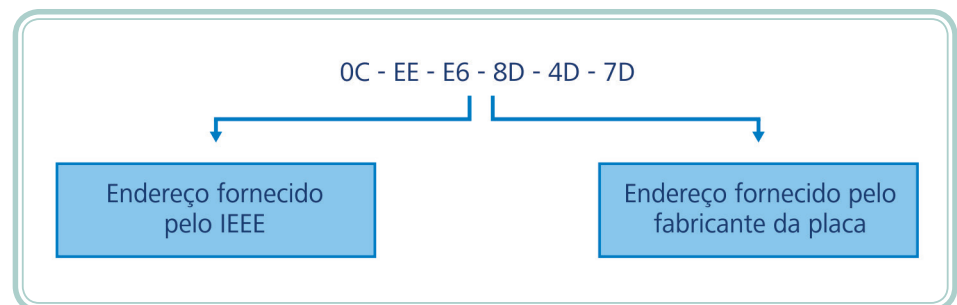 0C - EE - E6 - 8D - 4D - 7D
Endereço fornecido
pelo IEEE
Endereço fornecido pelo
fabricante da placa